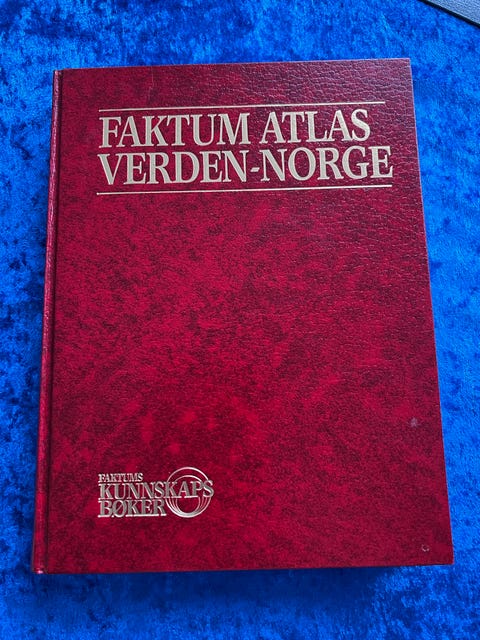 FAKTUM ATLAS
VERDEN-NORGE
FAKTUMS
KUNNSKAPS
BØKER